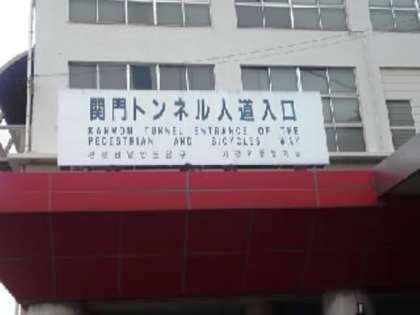 関門トンネル人道入口
KANMON TUNNEL ENTRANCE OF THE
PEDESTRIAN AND BICYCLES WAY